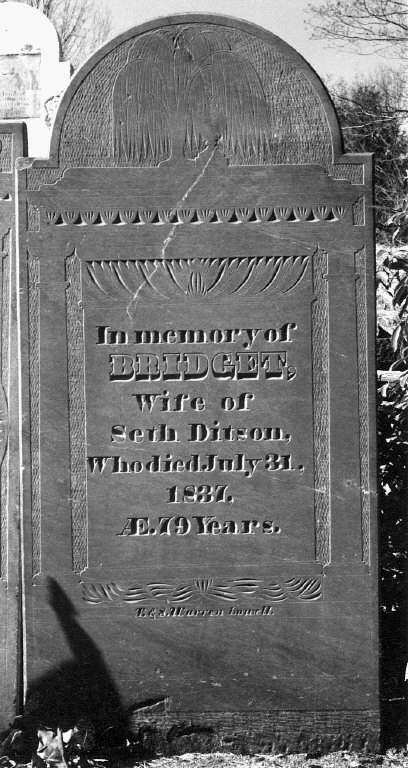 In memory of
BRIDGET,
Wife of
Seth Ditson,
Who died July 31,
1837,
Æ. 79 Years.
T. & S. Warren Lowell.